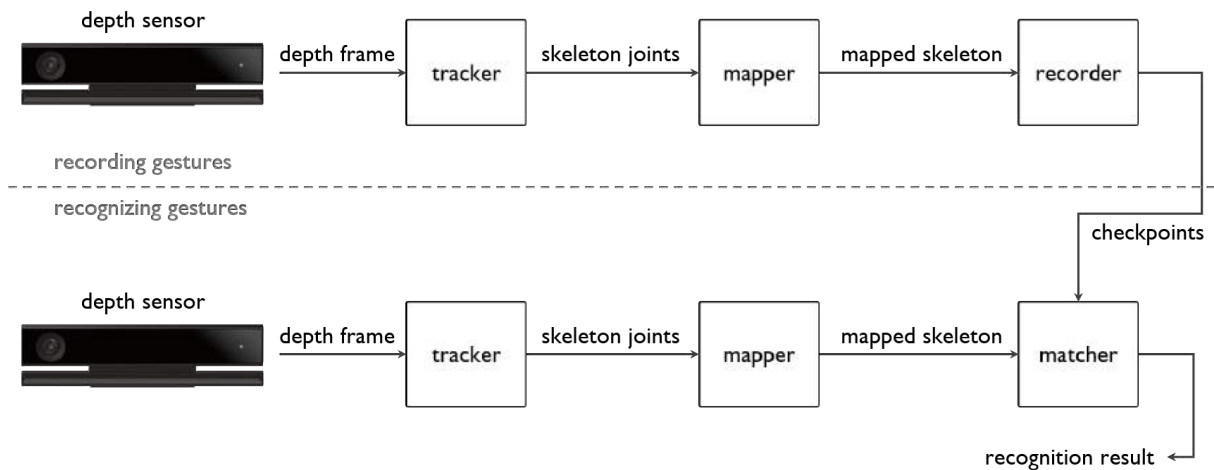 depth sensor
depth frame
tracker
skeleton joints
mapper
mapped skeleton
recorder
recording gestures
recognizing gestures
checkpoints
depth sensor
depth frame
tracker
skeleton joints
mapper
mapped skeleton
matcher
recognition result